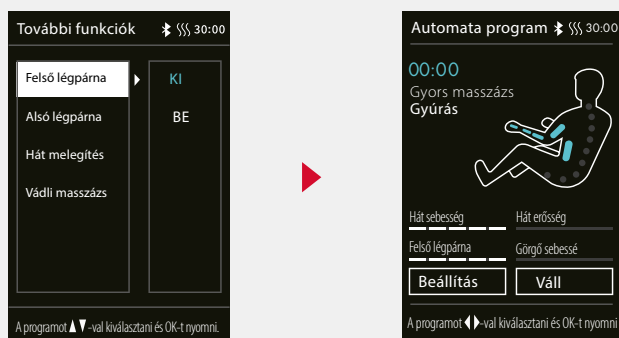 További funkciók 30:00
Felső légpárna
Alsó légpárna
Hát melegítés
Vádli masszázs
KI
BE
A programot ▲▼-val kiválasztani és OK-t nyomni.
Automata program 30:00
00:00
Gyors masszázs
Gyúrás
Hát sebesség
Hát erősség
Felső légpárna
Görgő sebessé
Beállítás
Váll
A programot ◀▶-val kiválasztani és OK-t nyomni